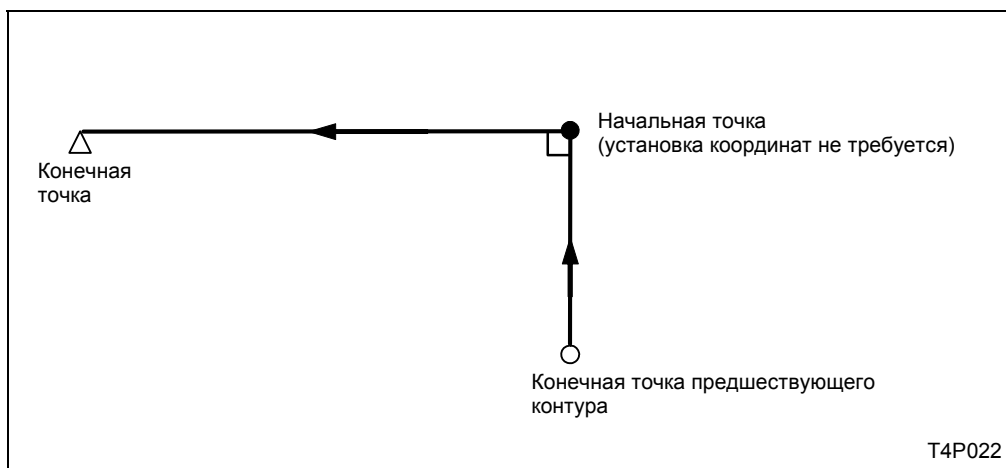 Начальная точка
(установка координат не требуется)
Конечная
точка
Конечная точка предшествующего
контура
T4P022